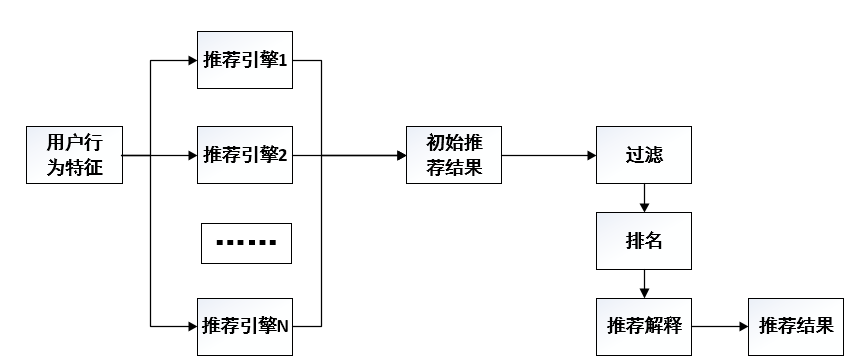 推荐引擎1
用户行
为特征
推荐引擎2
初始推
荐结果
过滤
······
排名
推荐引擎N
推荐解释
推荐结果